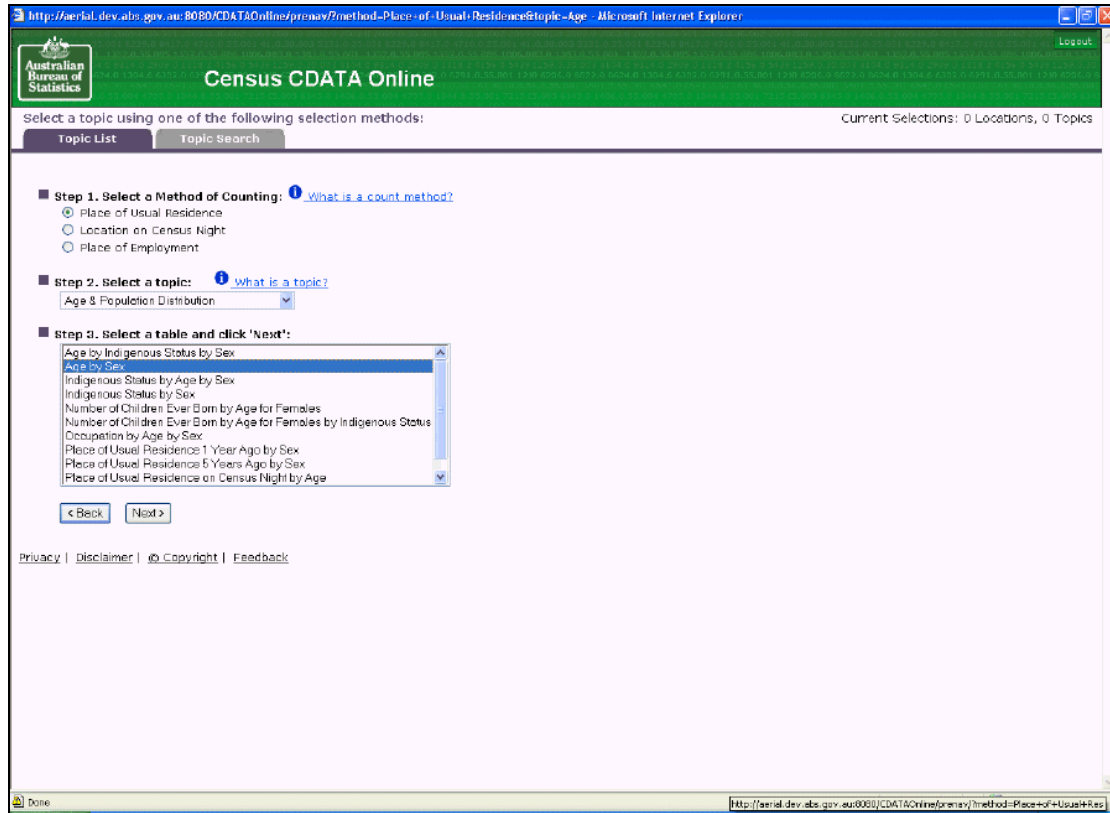 http://aerial.dev.abs.gov.au:8080/CDATAOnline/prenav/?method=Place+of+Usual+Residence&topic=Age - Microsoft Internet Explorer
Logout
Australian
Bureau of
Statistics
Census CDATA Online
Select a topic using one of the following selection methods:
Current Selections: 0 Locations, 0 Topics
Topic List
Topic Search
Step 1. Select a Method of Counting: i What is a count method?
Place of Usual Residence
Location on Census Night
Place of Employment
Step 2. Select a topic: i What is a topic?
Age & Population Distribution
Step 3. Select a table and click 'Next':
Age by Indigenous Status by Sex
Age by Sex
Indigenous Status by Age by Sex
Indigenous Status by Sex
Number of Children Ever Born by Age for Females
Number of Children Ever Born by Age for Females by Indigenous Status
Occupation by Age by Sex
Place of Usual Residence 1 Year Ago by Sex
Place of Usual Residence 5 Years Ago by Sex
Place of Usual Residence on Census Night by Age
< Back
Next >
Privacy | Disclaimer | © Copyright | Feedback
Done
http://aerial.dev.abs.gov.au:8080/CDATAOnline/prenav/?method=Place+of+Usual+Res